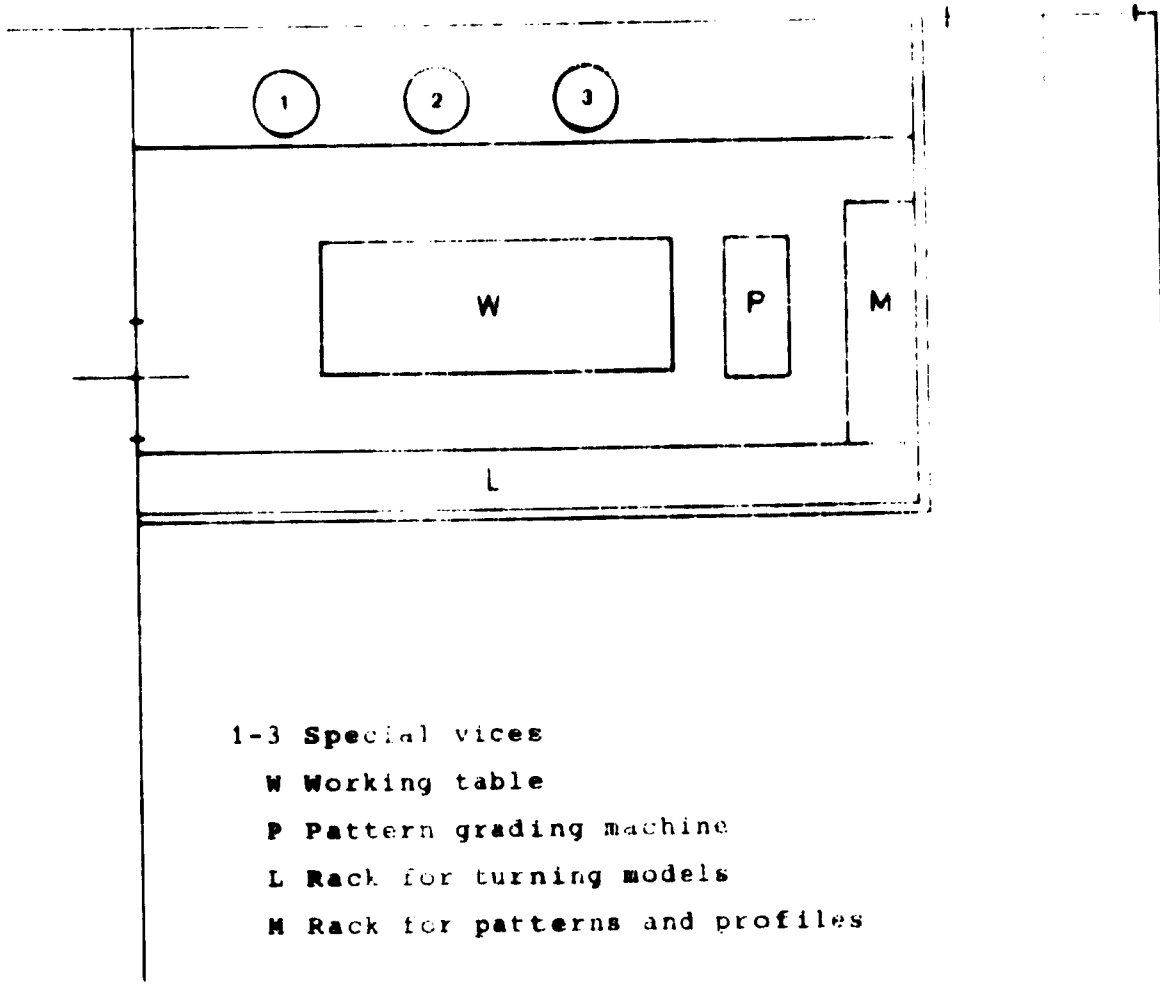 1 2 3
W P M
L
1-3 Special vices
W Working table
P Pattern grading machine
L Rack for turning models
M Rack for patterns and profiles